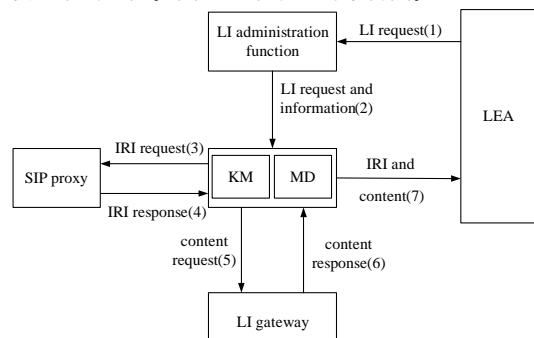 LI request(1)
LI administration
function
LI request and
information(2)
LEA
IRI request(3)
SIP proxy
KM
MD
IRI and
content(7)
IRI response(4)
content
request(5)
content
response(6)
LI gateway